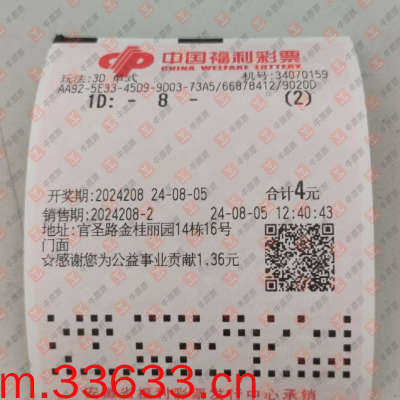 中国福利彩票
CHINA WELFARE LOTTERY
玩法:3D 单式 机号:34070159
AA92-5E33-45D9-9D03-73A5/66B78412/9020D
1D: - 8 - (2)
开奖期:2024208 24-08-05 合计4元
销售期:2024208-2 24-08-05 12:40:43
地址:官圣路金桂丽园14栋16号
门面
☆感谢您为公益事业贡献1.36元
m.33633.cn